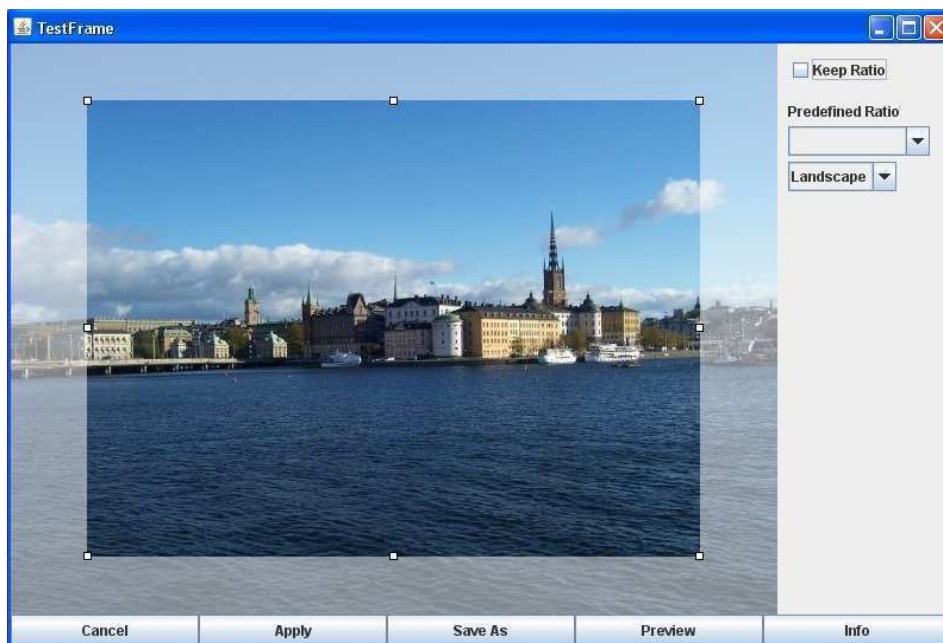 TestFrame
Keep Ratio
Predefined Ratio
Landscape
Cancel Apply Save As Preview Info